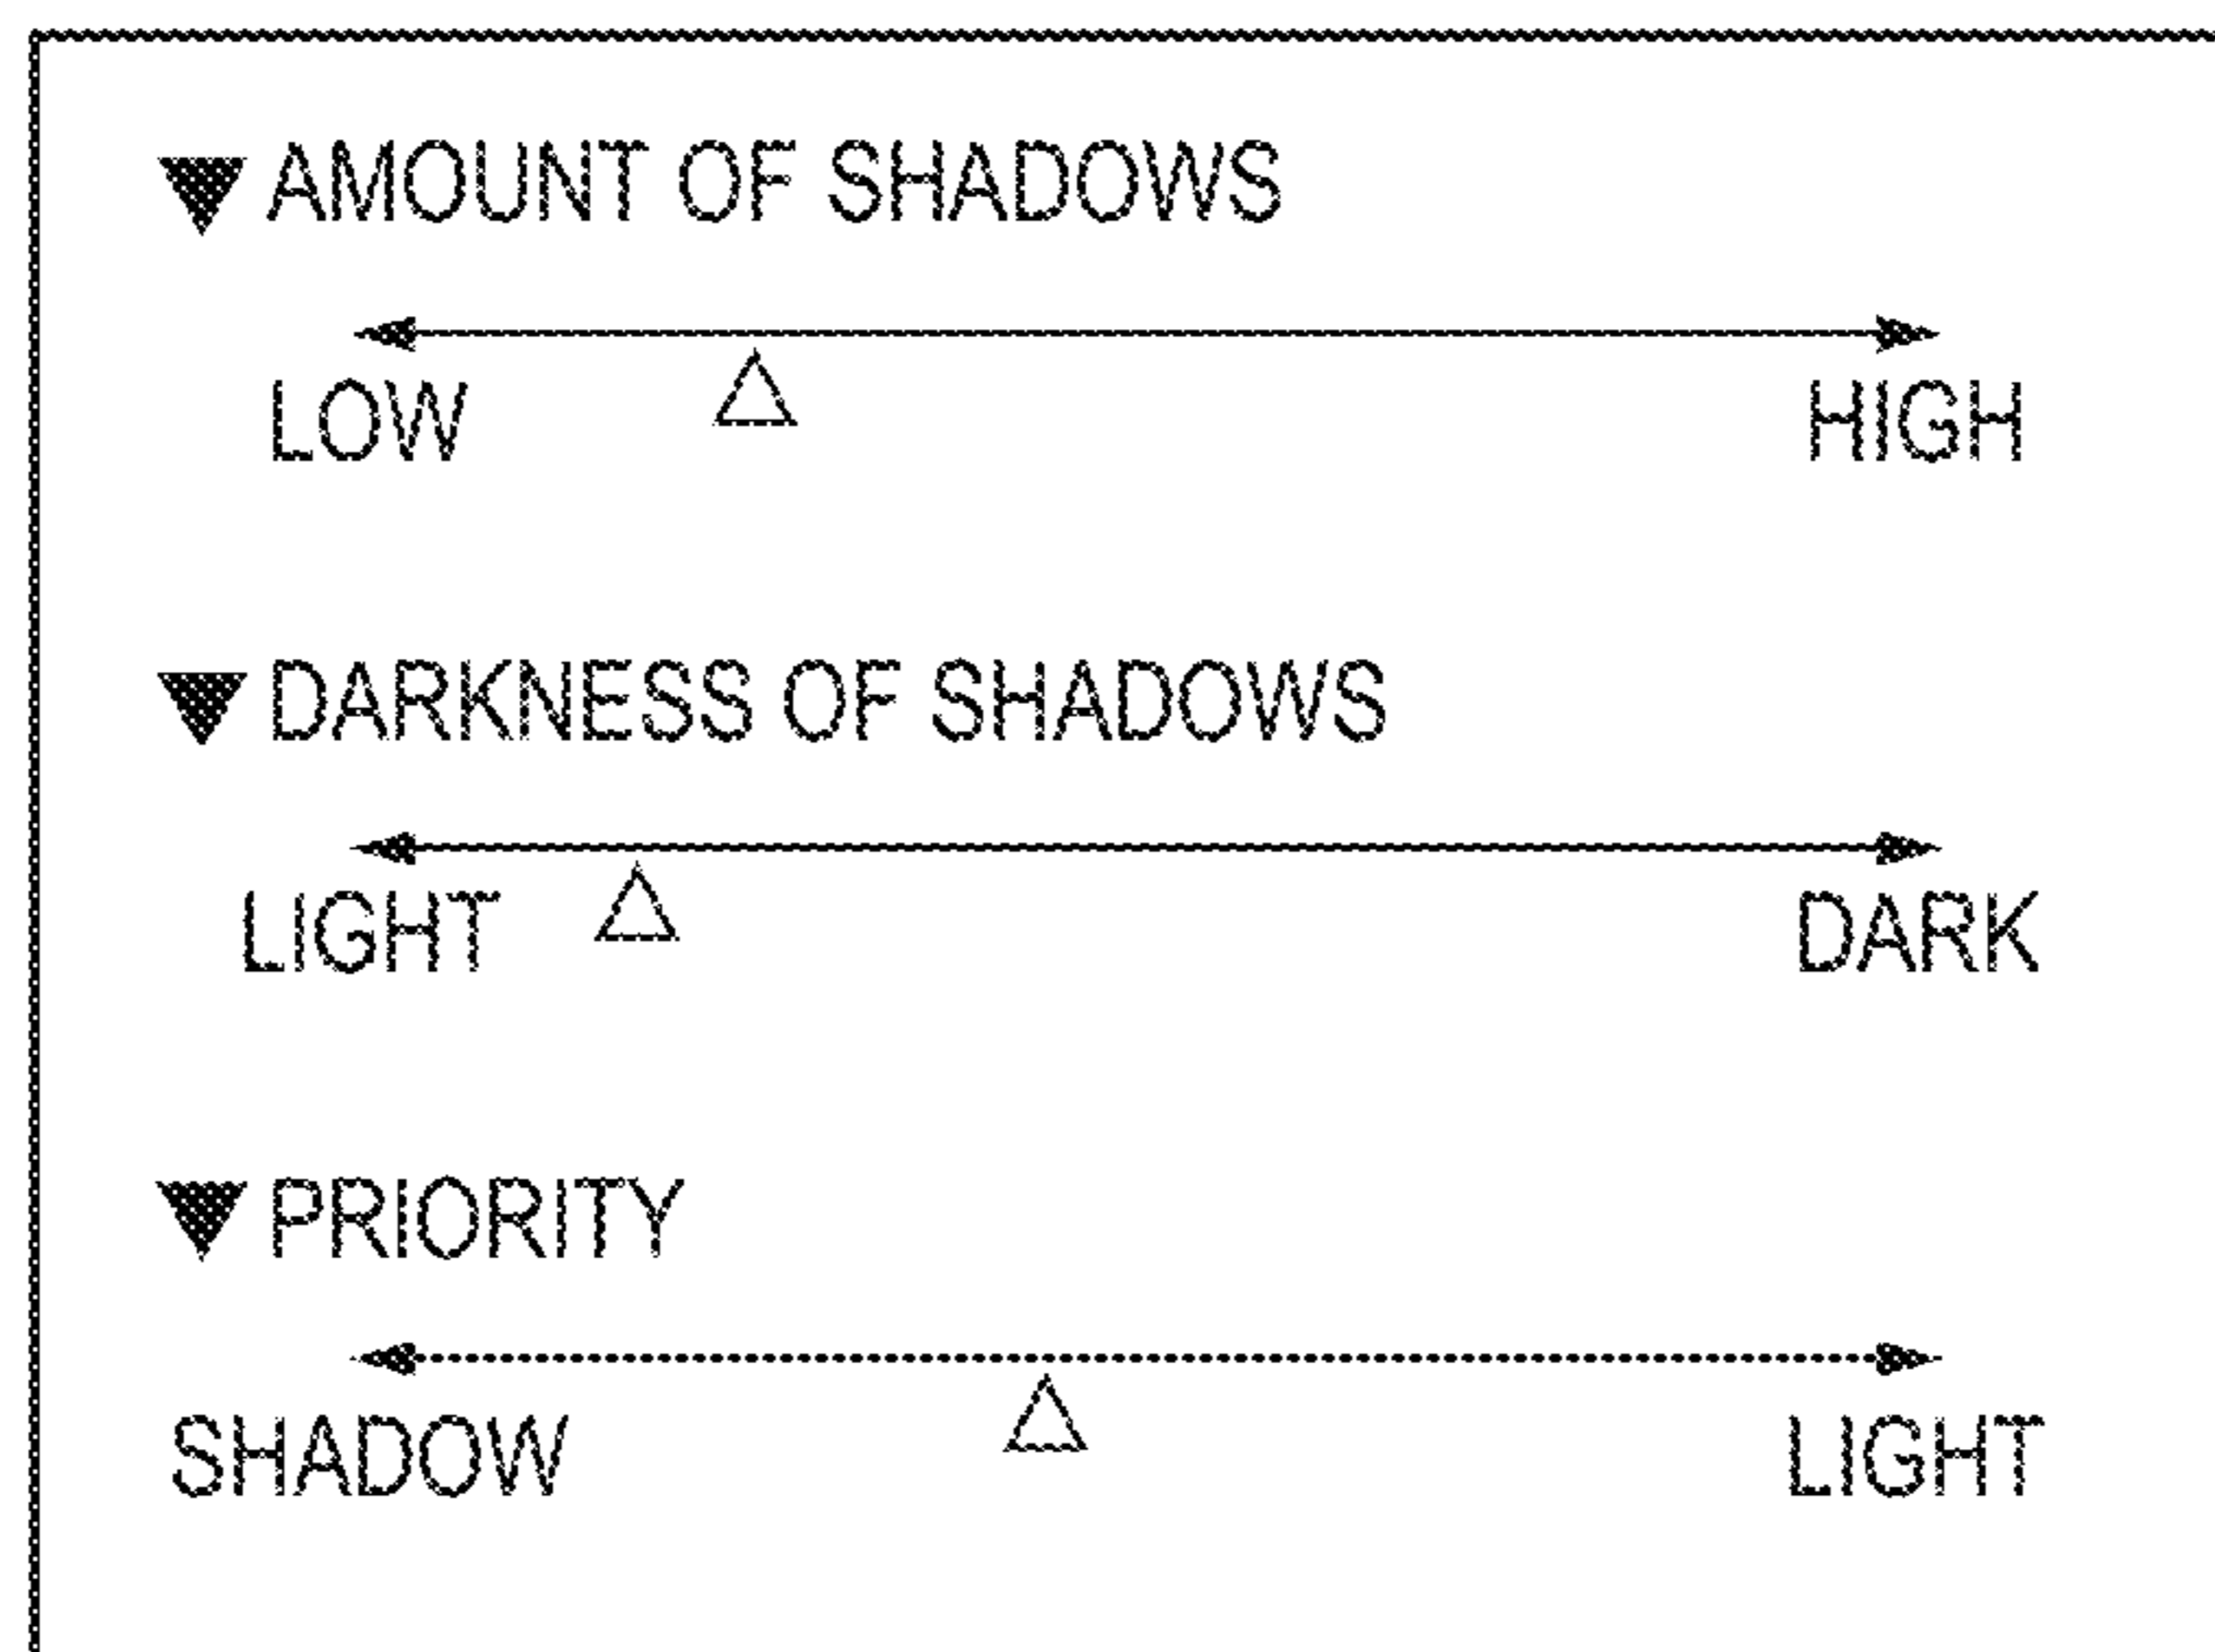 ▼AMOUNT OF SHADOWS
LOW HIGH
▼DARKNESS OF SHADOWS
LIGHT DARK
▼PRIORITY
SHADOW LIGHT